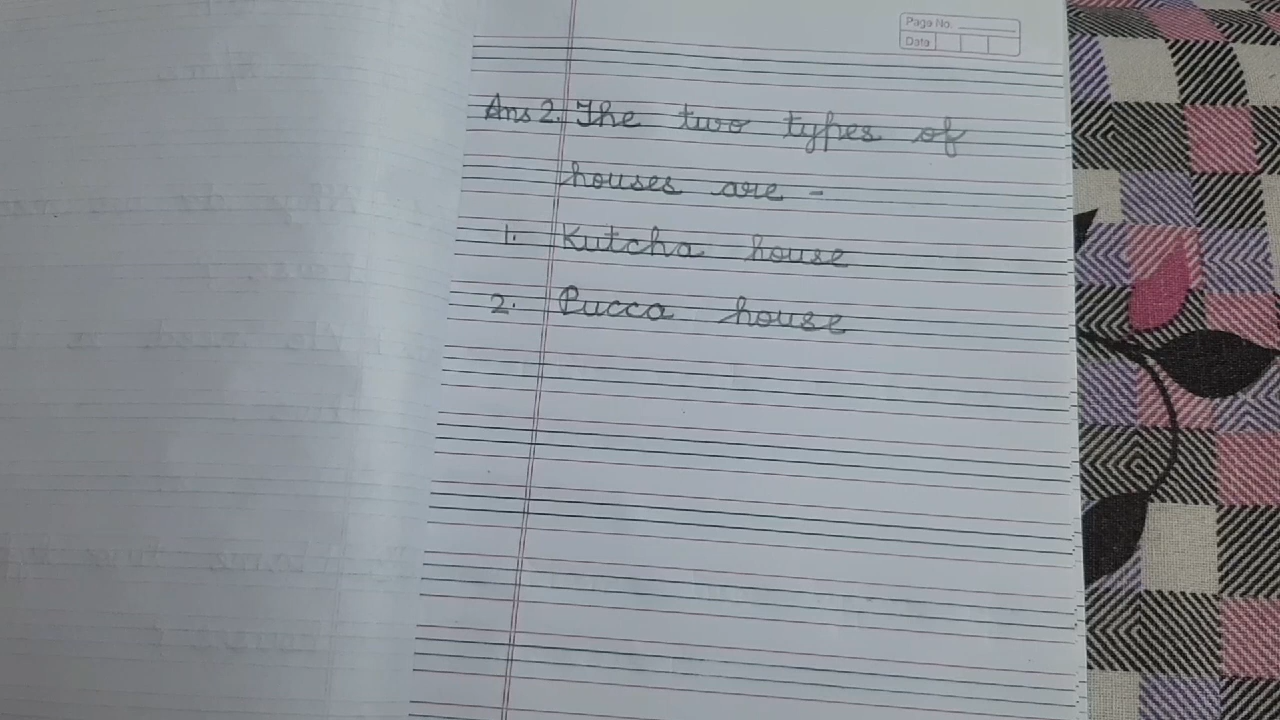 Page No.
Date
Ans 2. The two types of
houses are -
1. Kutcha house
2. Pucca house